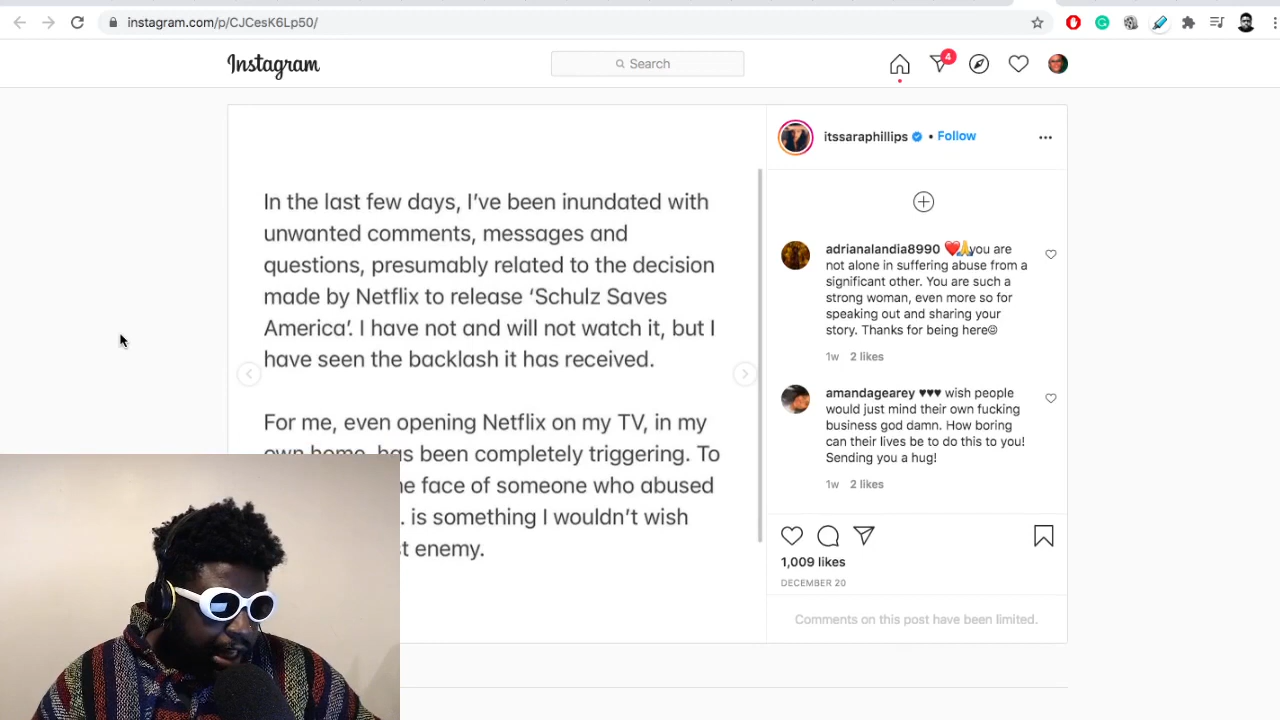 instagram.com/p/CJCesK6Lp50/
Instagram
Search
4
In the last few days, I've been inundated with
unwanted comments, messages and
questions, presumably related to the decision
made by Netflix to release 'Schulz Saves
America'. I have not and will not watch it, but I
have seen the backlash it has received.
For me, even opening Netflix on my TV, in my
own home, has been completely triggering. To
e face of someone who abused
. is something I wouldn't wish
t enemy.
itssaraphillips • Follow
adrianalandia8990 ❤️🙏you are
not alone in suffering abuse from a
significant other. You are such a
strong woman, even more so for
speaking out and sharing your
story. Thanks for being here☺
1w 2 likes
amandagearey ♥♥♥ wish people
would just mind their own fucking
business god damn. How boring
can their lives be to do this to you!
Sending you a hug!
1w 2 likes
1,009 likes
DECEMBER 20
Comments on this post have been limited.